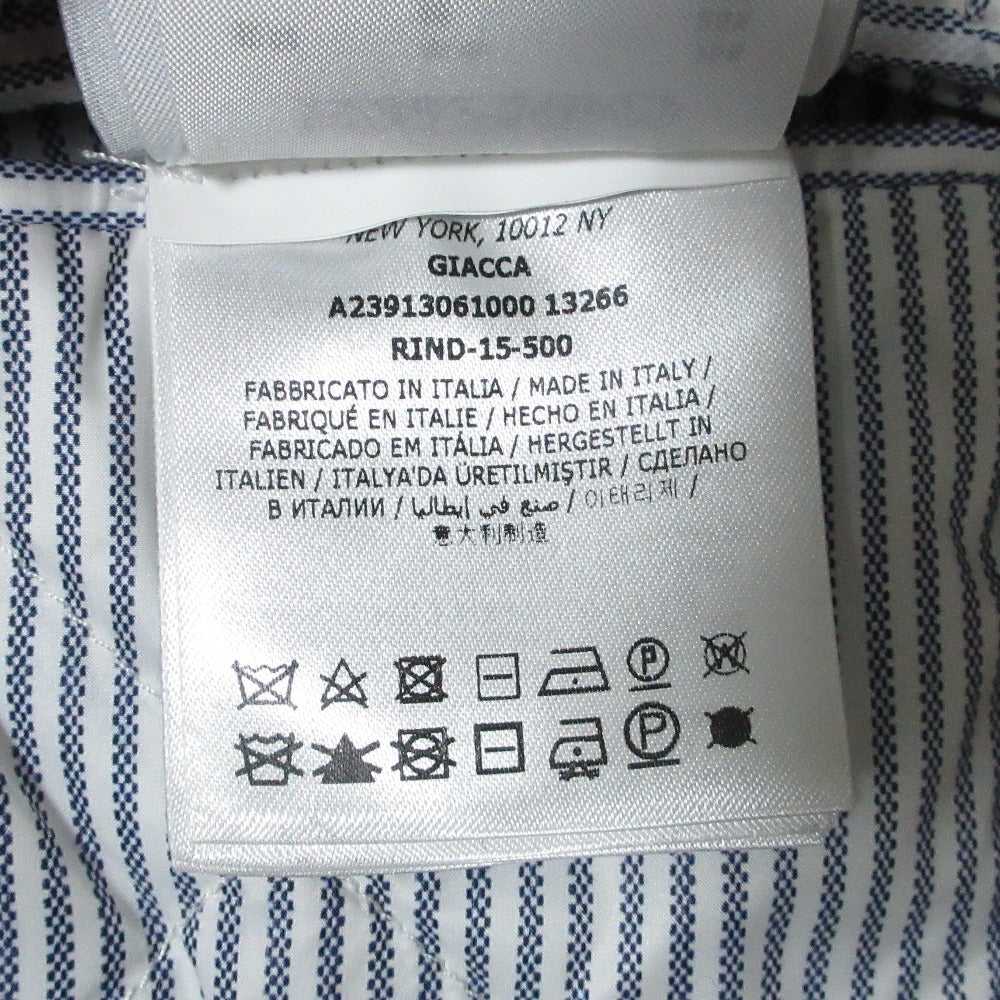 NEW YORK, 10012 NY
GIACCA
A23913061000 13266
RIND-15-500
FABBRICATO IN ITALIA / MADE IN ITALY /
FABRIQUÉ EN ITALIE / HECHO EN ITALIA /
FABRICADO EM ITÁLIA / HERGESTELLT IN
ITALIEN / ITALYA'DA ÜRETILMIŞTIR / СДЕЛАНО
В ИТАЛИИ / صنع في إيطاليا / 이태리제 /
意大利制造